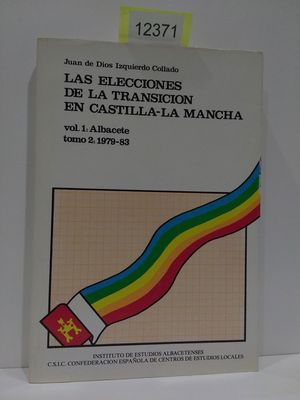 12371
Juan de Dios Izquierdo Collado
LAS ELECCIONES
DE LA TRANSICION
EN CASTILLA-LA MANCHA
vol. 1: Albacete
tomo 2: 1979-83
INSTITUTO DE ESTUDIOS ALBACETENSES
C.S.I.C. CONFEDERACION ESPAÑOLA DE CENTROS DE ESTUDIOS LOCALES